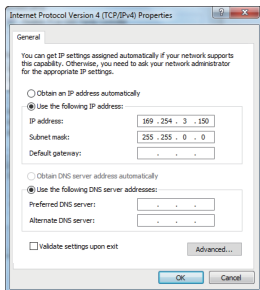 Internet Protocol Version 4 (TCP/IPv4) Properties
General
You can get IP settings assigned automatically if your network supports
this capability. Otherwise, you need to ask your network administrator
for the appropriate IP settings.
Obtain an IP address automatically
Use the following IP address:
IP address: 169 . 254 . 3 . 150
Subnet mask: 255 . 255 . 0 . 0
Default gateway: . . .
Obtain DNS server address automatically
Use the following DNS server addresses:
Preferred DNS server: . . .
Alternate DNS server: . . .
Validate settings upon exit Advanced...
OK Cancel